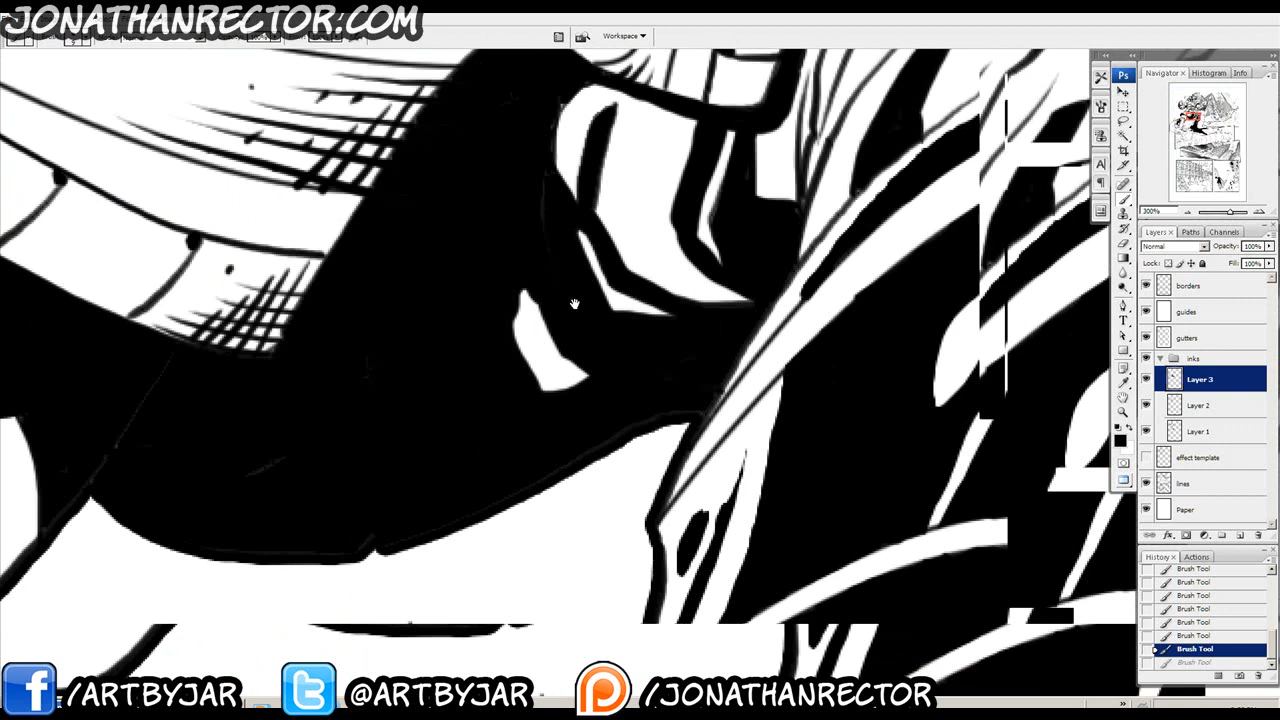 JONATHANRECTOR.COM
Workspace
Ps
Navigator × Histogram Info
300%
Layers × Paths Channels
Normal Opacity: 100%
Lock: Fill: 100%
borders
guides
gutters
inks
Layer 3
Layer 2
Layer 1
effect template
lines
Paper
History × Actions
Brush Tool
Brush Tool
Brush Tool
Brush Tool
Brush Tool
Brush Tool
Brush Tool
Brush Tool
/ARTBYJAR @ARTBYJAR /JONATHANRECTOR